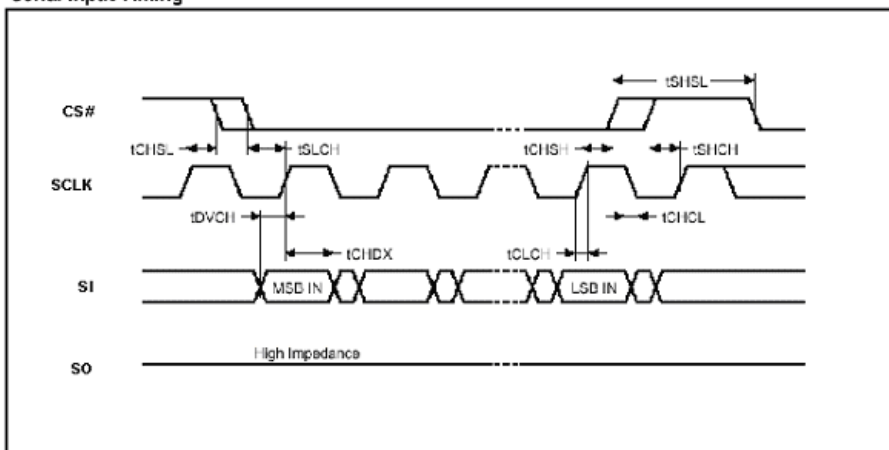 tSHSL
CS#
tCHSL
tSLCH
tCHSH
tSHCH
SCLK
tDVCH
tCHCL
tCHDX
tCLCH
SI
MSB IN
LSB IN
High Impedance
SO